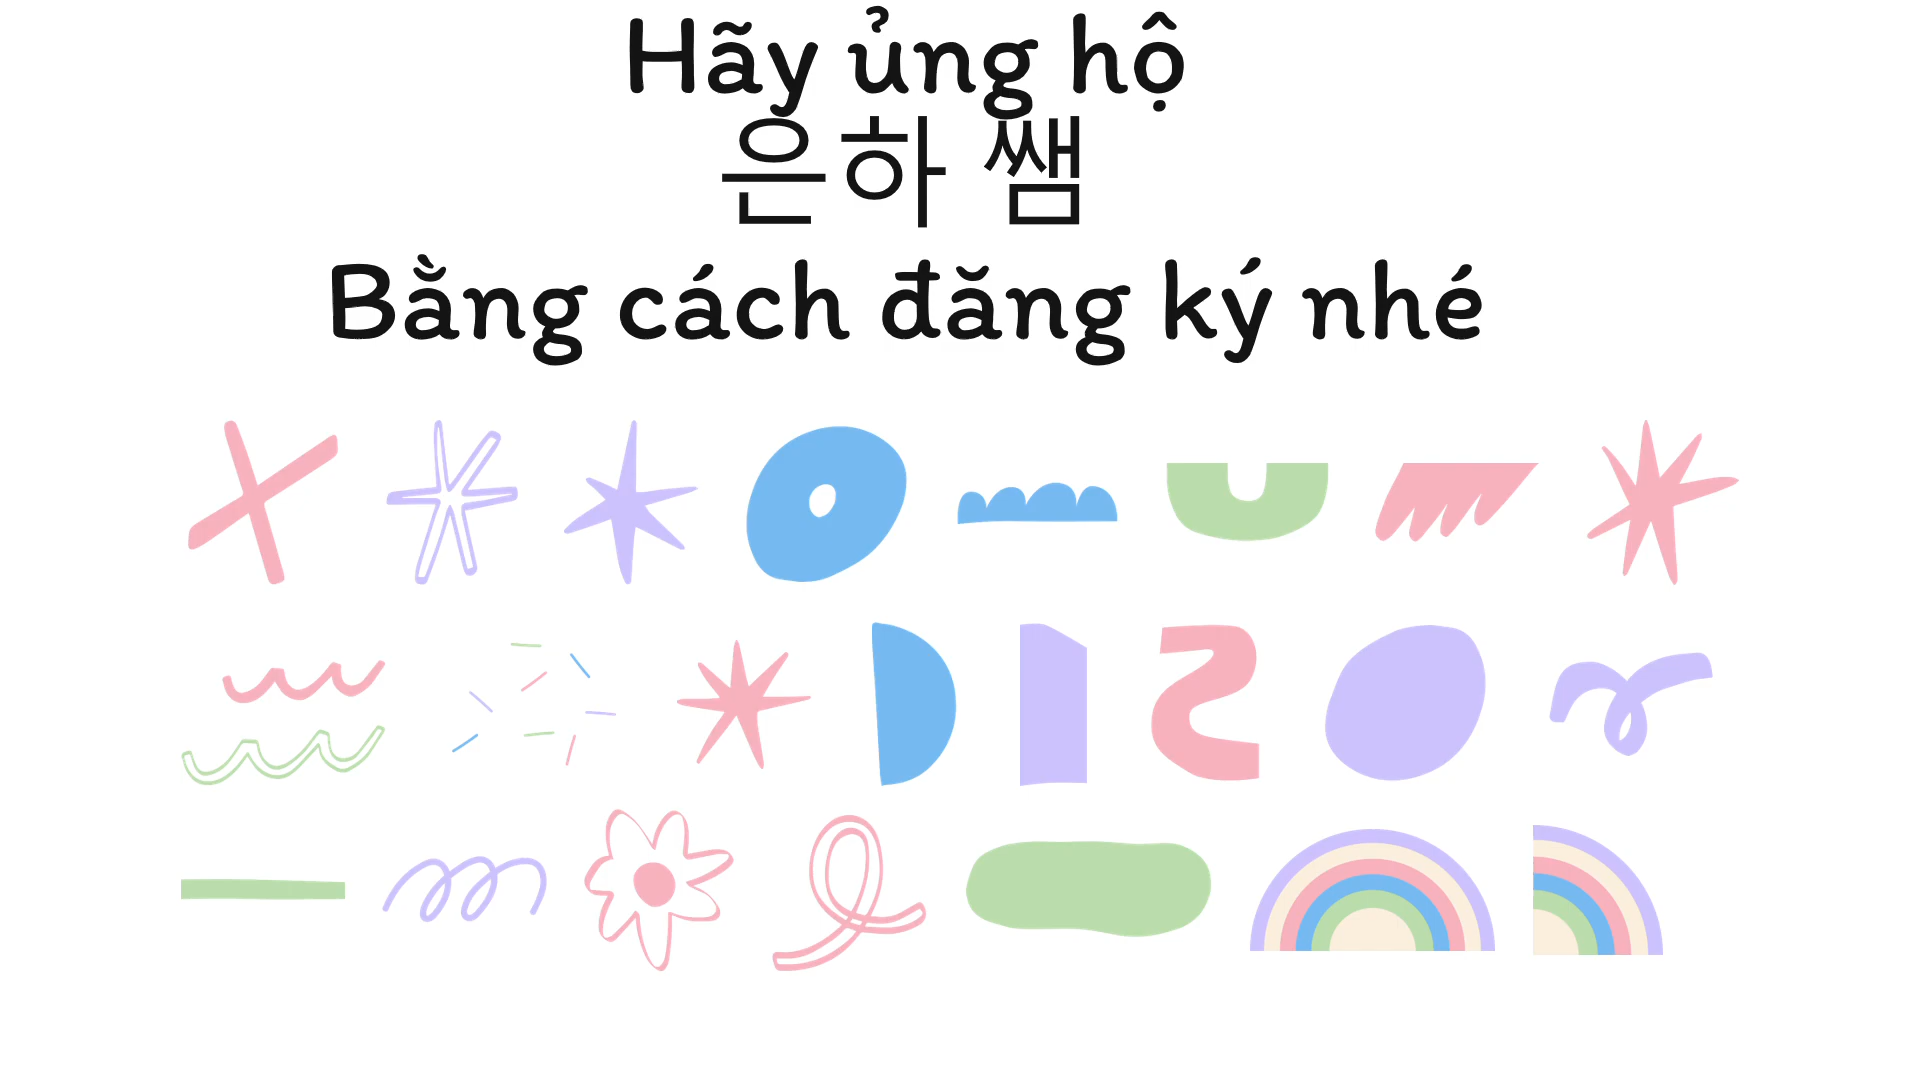 Hãy ủng hộ
은하 쌤
Bằng cách đăng ký nhé